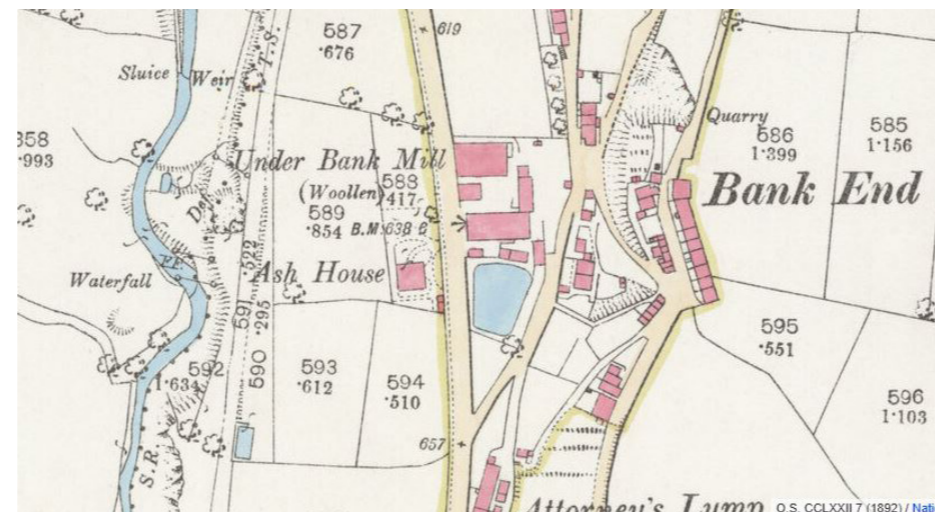 619
587
·676
T. S.
Sluice
Weir
Quarry
586
1·399
585
1·156
858
·993
Under Bank Mill
(Woollen)
588
·417
589
·854
B.M. 638·6
Bank End
·522
Waterfall
F.B.
Ash House
591
·295
590
592
1·634
593
·612
594
·510
595
·551
596
1·103
657
S. R.
Attorney's Lump
O.S. CCLXXII 7 (1892) / Nati